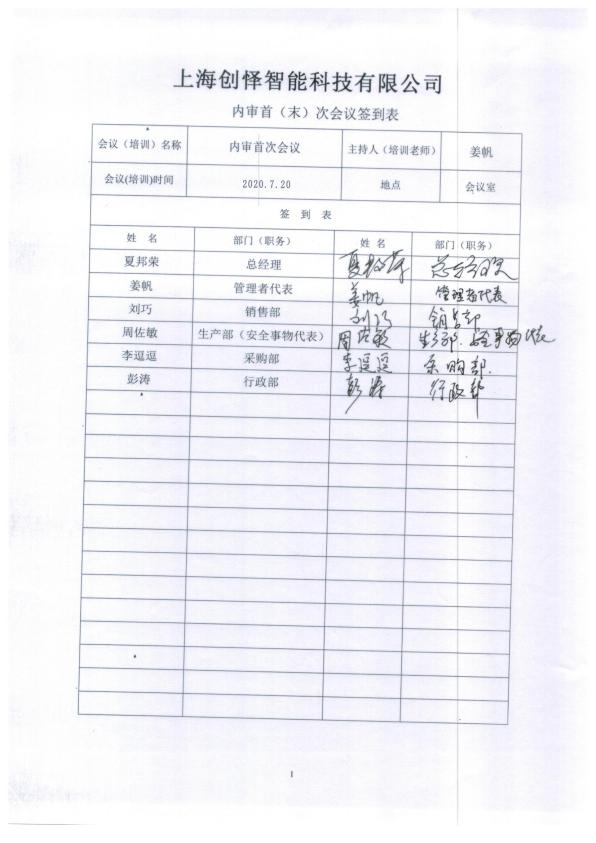 上海创怿智能科技有限公司
内审首（末）次会议签到表
会议（培训）名称 内审首次会议 主持人（培训老师） 姜帆
会议(培训)时间 2020.7.20 地点 会议室
签 到 表
姓 名 部门（职务） 姓 名 部门（职务）
夏邦荣 总经理 夏邦荣 总经理
姜帆 管理者代表 姜帆 管理者代表
刘巧 销售部 刘巧 销售部
周佐敏 生产部（安全事物代表） 周佐敏 生产部、安全事物代表
李逗逗 采购部 李逗逗 采购部.
彭涛 行政部 彭涛 行政部
1